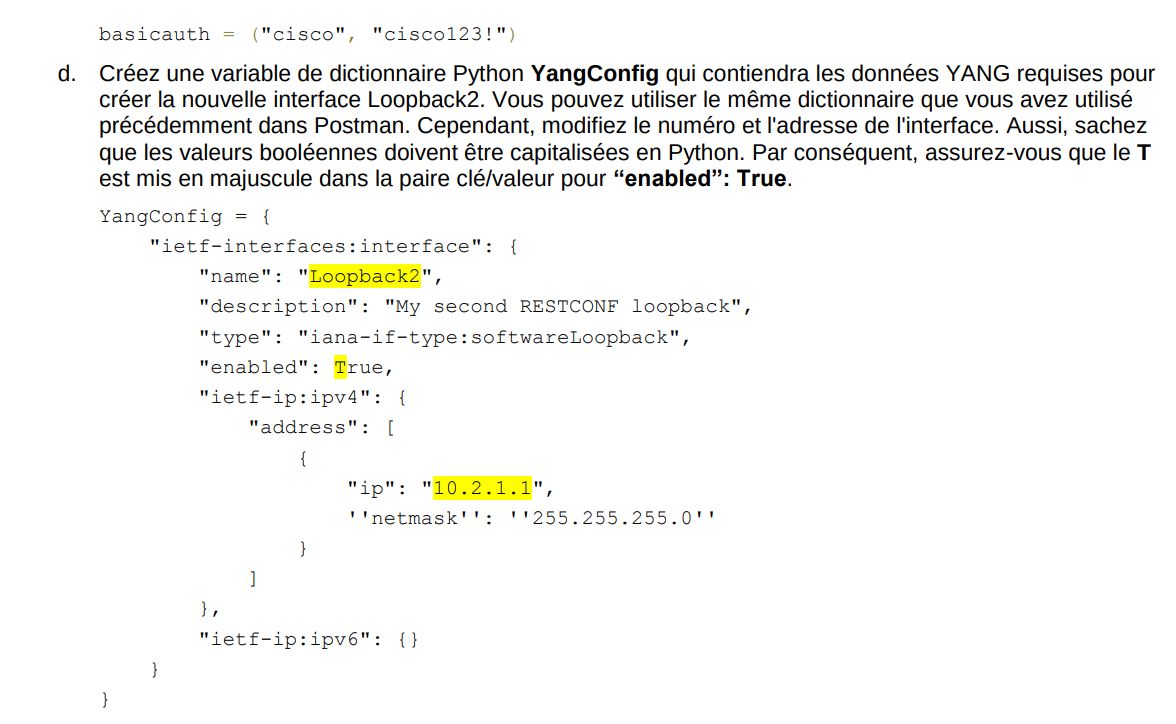 basicauth = ("cisco", "cisco123!")
d. Créez une variable de dictionnaire Python YangConfig qui contiendra les données YANG requises pour
créer la nouvelle interface Loopback2. Vous pouvez utiliser le même dictionnaire que vous avez utilisé
précédemment dans Postman. Cependant, modifiez le numéro et l'adresse de l'interface. Aussi, sachez
que les valeurs booléennes doivent être capitalisées en Python. Par conséquent, assurez-vous que le T
est mis en majuscule dans la paire clé/valeur pour “enabled”: True.
YangConfig = {
    "ietf-interfaces:interface": {
        "name": "Loopback2",
        "description": "My second RESTCONF loopback",
        "type": "iana-if-type:softwareLoopback",
        "enabled": True,
        "ietf-ip:ipv4": {
            "address": [
                {
                    "ip": "10.2.1.1",
                    ''netmask'': ''255.255.255.0''
                }
            ]
        },
        "ietf-ip:ipv6": {}
    }
}